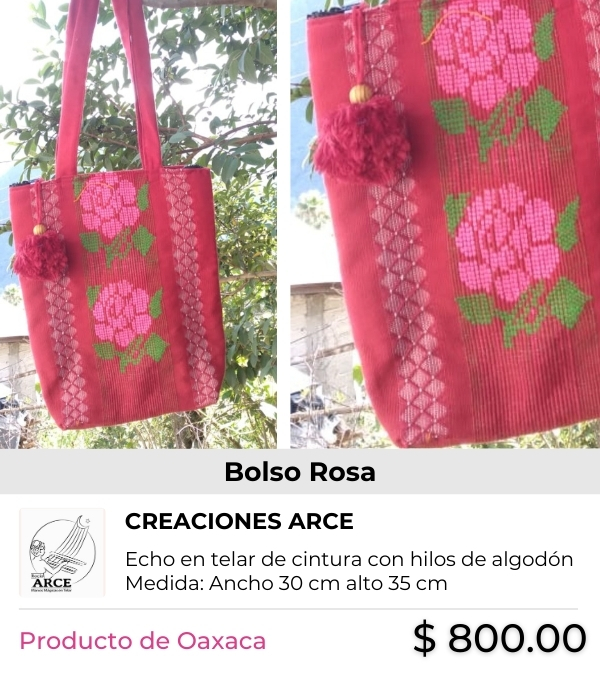 Bolso Rosa
CREACIONES ARCE
Echo en telar de cintura con hilos de algodón
Medida: Ancho 30 cm alto 35 cm
ARCE
Producto de Oaxaca
$ 800.00